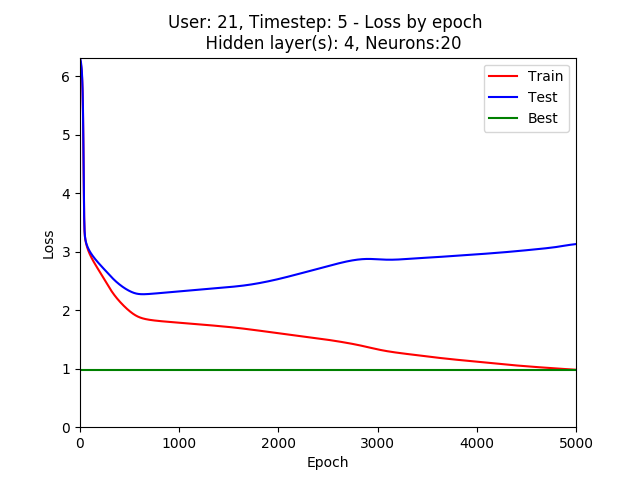 User: 21, Timestep: 5 - Loss by epoch
Hidden layer(s): 4, Neurons:20
Train
Test
Best
Loss
6
5
4
3
2
1
0
0 1000 2000 3000 4000 5000
Epoch